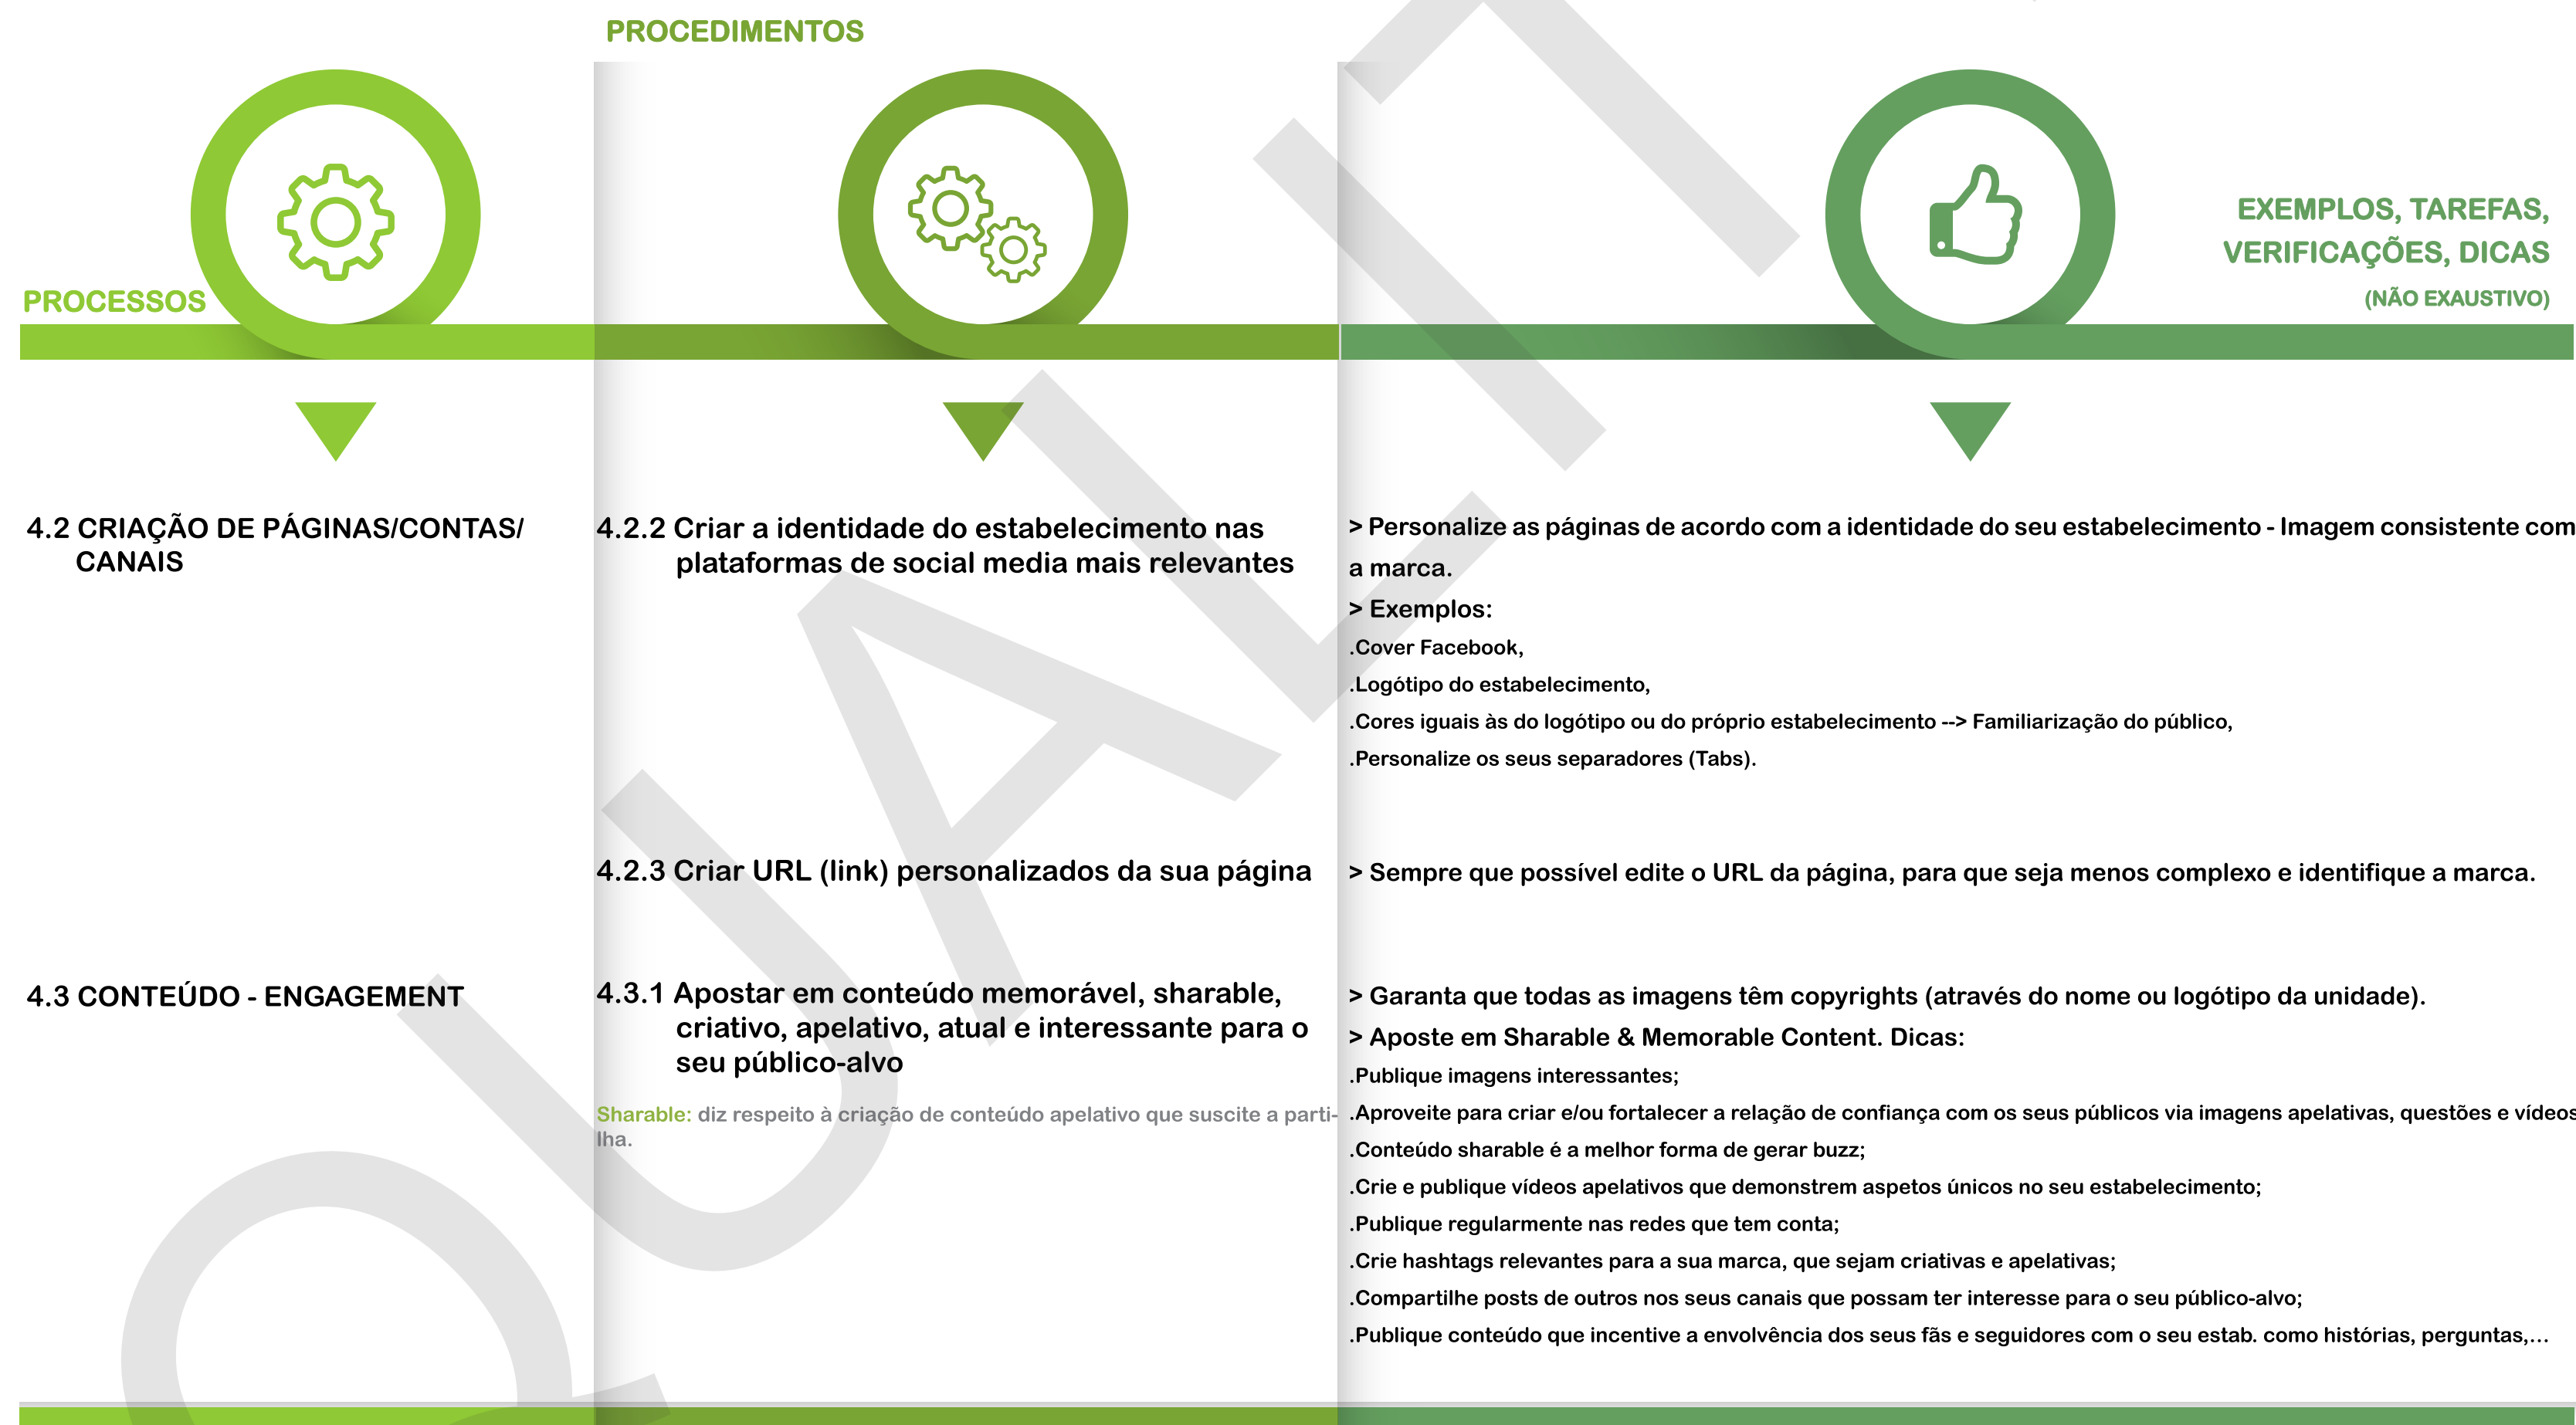 PROCEDIMENTOS
EXEMPLOS, TAREFAS,
VERIFICAÇÕES, DICAS
(NÃO EXAUSTIVO)
PROCESSOS
4.2 CRIAÇÃO DE PÁGINAS/CONTAS/
CANAIS
4.2.2 Criar a identidade do estabelecimento nas
plataformas de social media mais relevantes
> Personalize as páginas de acordo com a identidade do seu estabelecimento - Imagem consistente com
a marca.
> Exemplos:
.Cover Facebook,
.Logótipo do estabelecimento,
.Cores iguais às do logótipo ou do próprio estabelecimento --> Familiarização do público,
.Personalize os seus separadores (Tabs).
4.2.3 Criar URL (link) personalizados da sua página
> Sempre que possível edite o URL da página, para que seja menos complexo e identifique a marca.
4.3 CONTEÚDO - ENGAGEMENT
4.3.1 Apostar em conteúdo memorável, sharable,
criativo, apelativo, atual e interessante para o
seu público-alvo
Sharable: diz respeito à criação de conteúdo apelativo que suscite a parti-
lha.
> Garanta que todas as imagens têm copyrights (através do nome ou logótipo da unidade).
> Aposte em Sharable & Memorable Content. Dicas:
.Publique imagens interessantes;
.Aproveite para criar e/ou fortalecer a relação de confiança com os seus públicos via imagens apelativas, questões e vídeos
.Conteúdo sharable é a melhor forma de gerar buzz;
.Crie e publique vídeos apelativos que demonstrem aspetos únicos no seu estabelecimento;
.Publique regularmente nas redes que tem conta;
.Crie hashtags relevantes para a sua marca, que sejam criativas e apelativas;
.Compartilhe posts de outros nos seus canais que possam ter interesse para o seu público-alvo;
.Publique conteúdo que incentive a envolvência dos seus fãs e seguidores com o seu estab. como histórias, perguntas,...